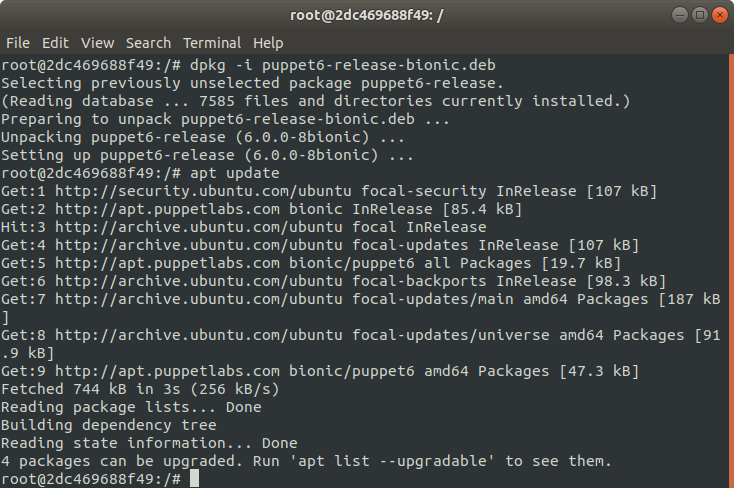 root@2dc469688f49: /
File Edit View Search Terminal Help
root@2dc469688f49:/# dpkg -i puppet6-release-bionic.deb
Selecting previously unselected package puppet6-release.
(Reading database ... 7585 files and directories currently installed.)
Preparing to unpack puppet6-release-bionic.deb ...
Unpacking puppet6-release (6.0.0-8bionic) ...
Setting up puppet6-release (6.0.0-8bionic) ...
root@2dc469688f49:/# apt update
Get:1 http://security.ubuntu.com/ubuntu focal-security InRelease [107 kB]
Get:2 http://apt.puppetlabs.com bionic InRelease [85.4 kB]
Hit:3 http://archive.ubuntu.com/ubuntu focal InRelease
Get:4 http://archive.ubuntu.com/ubuntu focal-updates InRelease [107 kB]
Get:5 http://apt.puppetlabs.com bionic/puppet6 all Packages [19.7 kB]
Get:6 http://archive.ubuntu.com/ubuntu focal-backports InRelease [98.3 kB]
Get:7 http://archive.ubuntu.com/ubuntu focal-updates/main amd64 Packages [187 kB
]
Get:8 http://archive.ubuntu.com/ubuntu focal-updates/universe amd64 Packages [91
.9 kB]
Get:9 http://apt.puppetlabs.com bionic/puppet6 amd64 Packages [47.3 kB]
Fetched 744 kB in 3s (256 kB/s)
Reading package lists... Done
Building dependency tree
Reading state information... Done
4 packages can be upgraded. Run 'apt list --upgradable' to see them.
root@2dc469688f49:/#